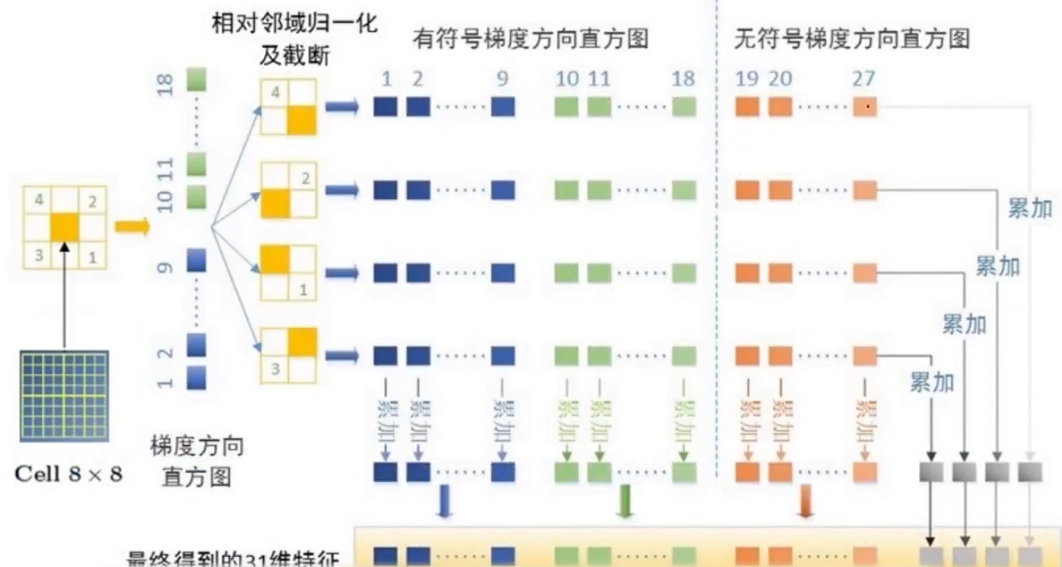 相对邻域归一化
及截断
有符号梯度方向直方图
无符号梯度方向直方图
1 2 9 10 11 18 19 20 27
18
11
10
9
2
1
4 2
3 1
4
2
1
3
累加
累加
累加
累加
累加 累加 累加 累加 累加 累加 累加 累加 累加
Cell 8 × 8
梯度方向
直方图
最终得到的31维特征